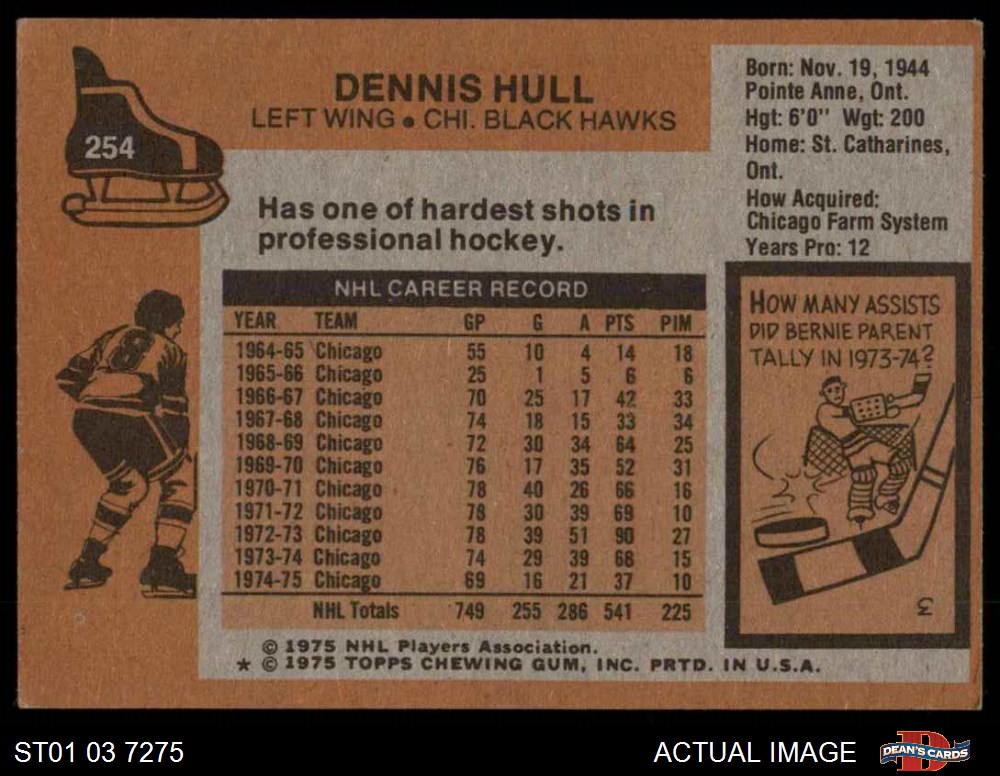 254
DENNIS HULL
LEFT WING • CHI. BLACK HAWKS
Born: Nov. 19, 1944
Pointe Anne, Ont.
Hgt: 6'0" Wgt: 200
Home: St. Catharines,
Ont.
How Acquired:
Chicago Farm System
Years Pro: 12
Has one of hardest shots in
professional hockey.
NHL CAREER RECORD
YEAR TEAM GP G A PTS PIM
1964-65 Chicago 55 10 4 14 18
1965-66 Chicago 25 1 5 6 6
1966-67 Chicago 70 25 17 42 33
1967-68 Chicago 74 18 15 33 34
1968-69 Chicago 72 30 34 64 25
1969-70 Chicago 76 17 35 52 31
1970-71 Chicago 78 40 26 66 16
1971-72 Chicago 78 30 39 69 10
1972-73 Chicago 78 39 51 90 27
1973-74 Chicago 74 29 39 68 15
1974-75 Chicago 69 16 21 37 10
NHL Totals 749 255 286 541 225
HOW MANY ASSISTS
DID BERNIE PARENT
TALLY IN 1973-74?
3
8
© 1975 NHL Players Association.
* © 1975 TOPPS CHEWING GUM, INC. PRTD. IN U.S.A.
ST01 03 7275
ACTUAL IMAGE
D
DEAN'S CARDS